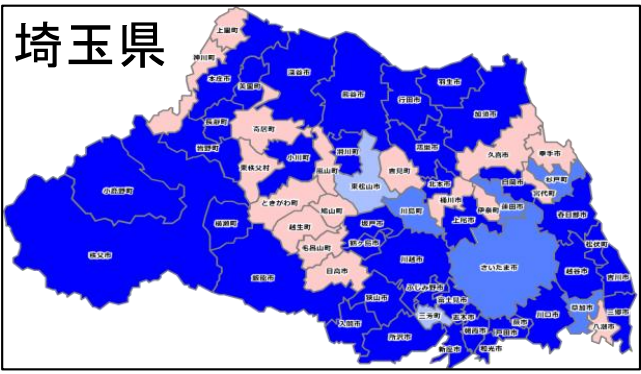 埼玉県
上里町
神川町
本庄市
美里町
深谷市
熊谷市
行田市
羽生市
加須市
長瀞町
皆野町
寄居町
小川町
東秩父村
嵐山町
滑川町
東松山市
吉見町
鴻巣市
北本市
久喜市
幸手市
杉戸町
宮代町
白岡市
蓮田市
伊奈町
桶川市
上尾市
春日部市
小鹿野町
秩父市
横瀬町
飯能市
ときがわ町
鳩山町
越生町
毛呂山町
日高市
坂戸市
鶴ヶ島市
川島町
川越市
さいたま市
松伏町
越谷市
吉川市
狭山市
入間市
所沢市
ふじみ野市
富士見市
三芳町
志木市
新座市
朝霞市
和光市
戸田市
蕨市
川口市
草加市
八潮市
三郷市